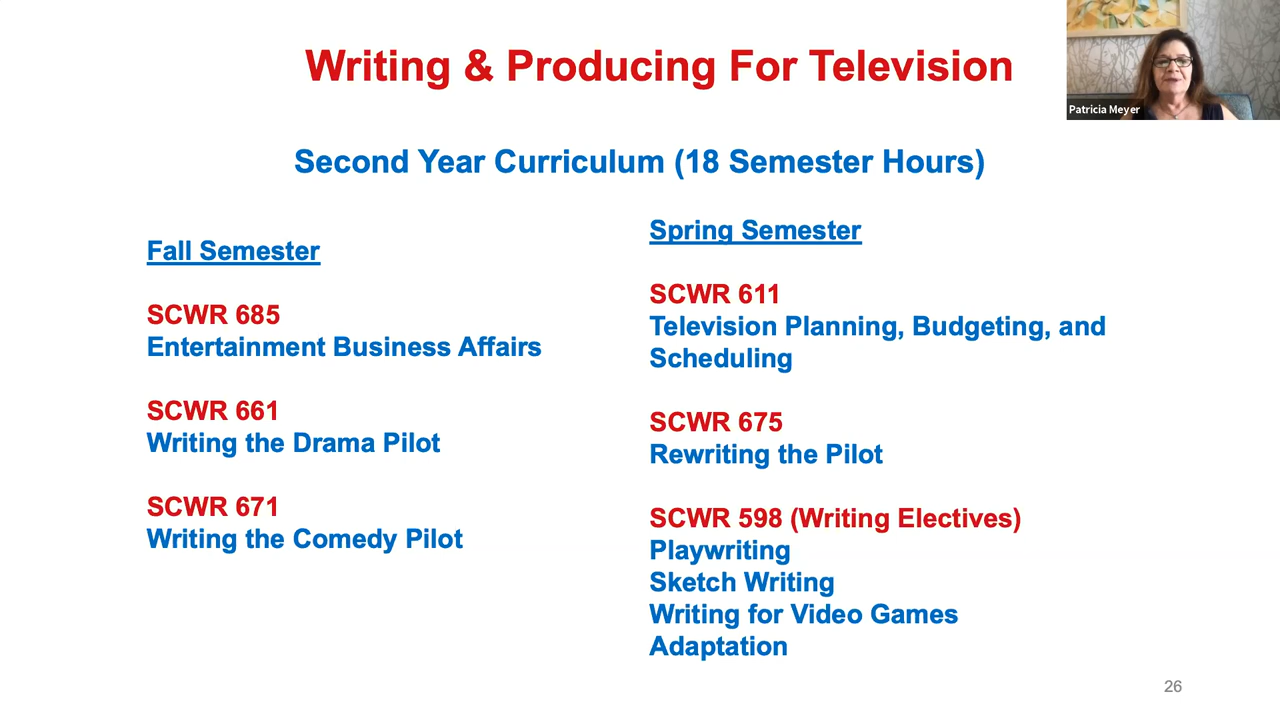 Writing & Producing For Television
Patricia Meyer
Second Year Curriculum (18 Semester Hours)
Fall Semester
SCWR 685
Entertainment Business Affairs
SCWR 661
Writing the Drama Pilot
SCWR 671
Writing the Comedy Pilot
Spring Semester
SCWR 611
Television Planning, Budgeting, and
Scheduling
SCWR 675
Rewriting the Pilot
SCWR 598 (Writing Electives)
Playwriting
Sketch Writing
Writing for Video Games
Adaptation
26